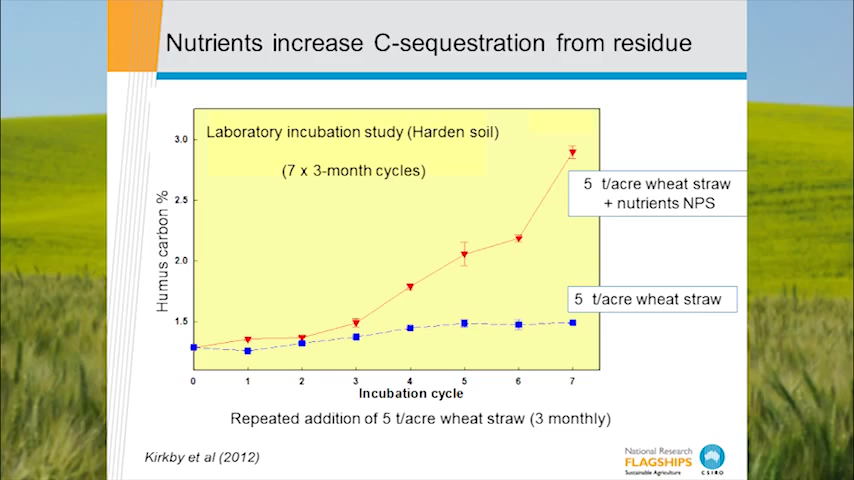 Nutrients increase C-sequestration from residue
Laboratory incubation study (Harden soil)
(7 x 3-month cycles)
3.0
2.5
2.0
1.5
Humus carbon %
0 1 2 3 4 5 6 7
Incubation cycle
5 t/acre wheat straw
+ nutrients NPS
5 t/acre wheat straw
Repeated addition of 5 t/acre wheat straw (3 monthly)
Kirkby et al (2012)
National Research
FLAGSHIPS
Sustainable Agriculture
CSIRO